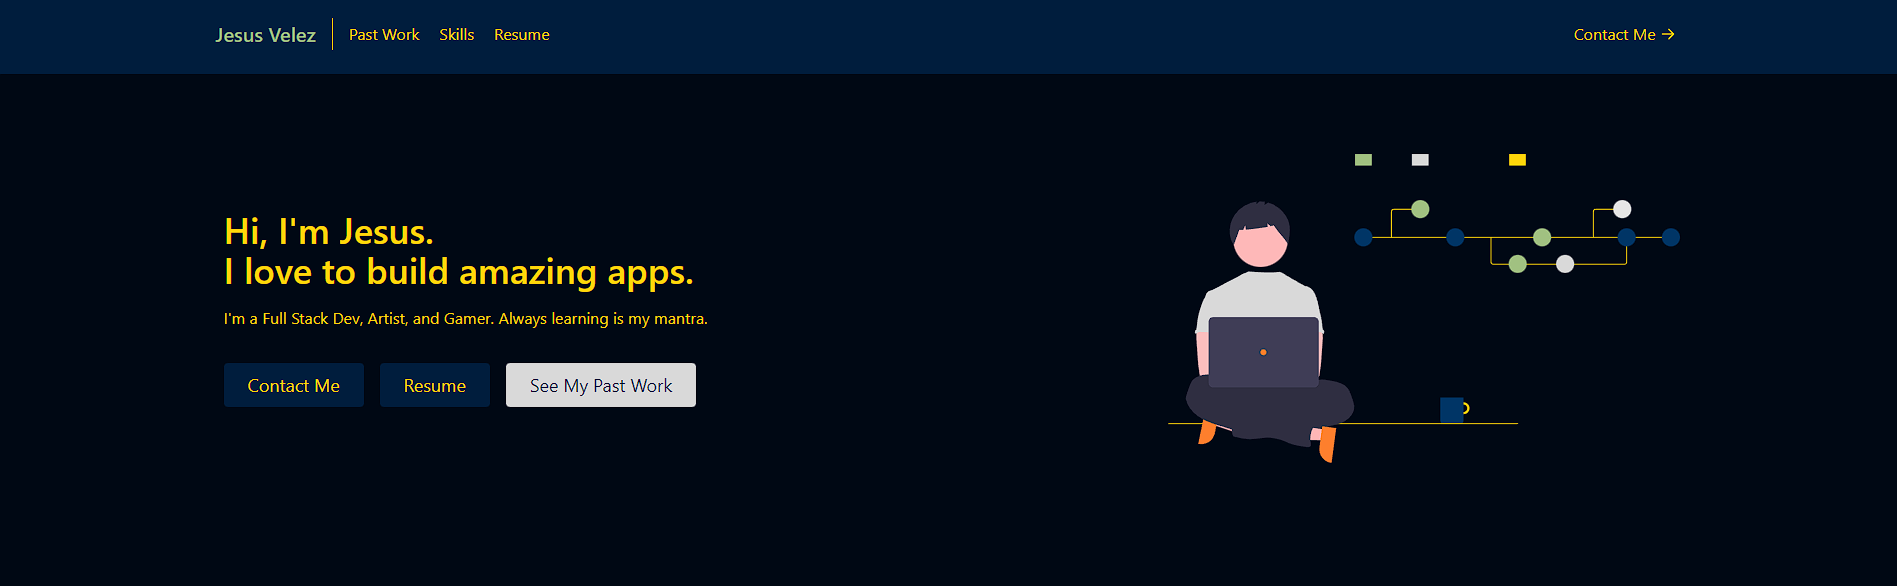 Jesus Velez
Past Work
Skills
Resume
Contact Me →
Hi, I'm Jesus.
I love to build amazing apps.
I'm a Full Stack Dev, Artist, and Gamer. Always learning is my mantra.
Contact Me
Resume
See My Past Work